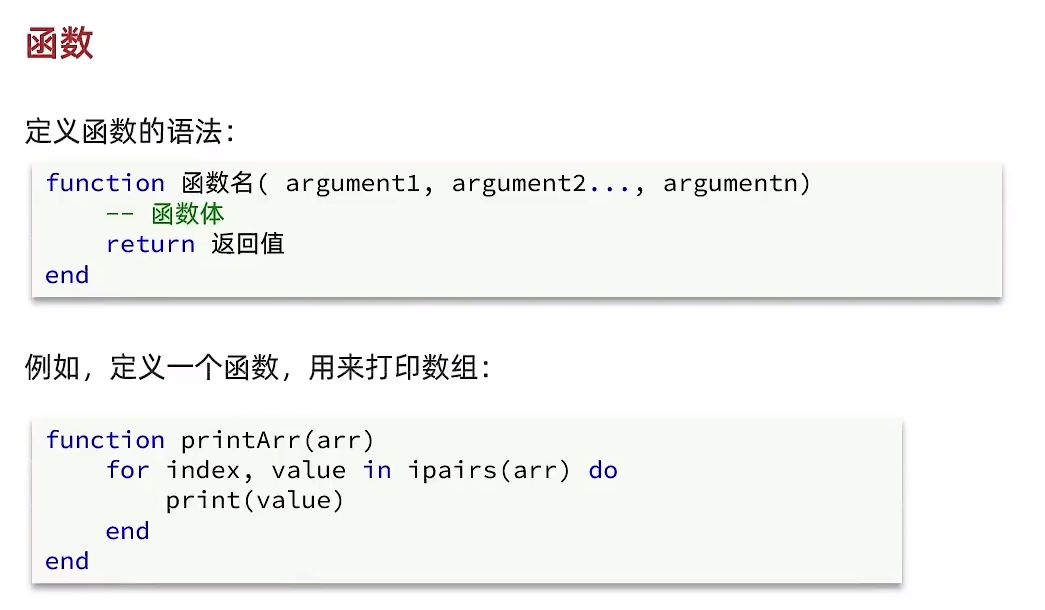 函数
定义函数的语法：
function 函数名( argument1, argument2..., argumentn)
    -- 函数体
    return 返回值
end
例如，定义一个函数，用来打印数组：
function printArr(arr)
    for index, value in ipairs(arr) do
        print(value)
    end
end